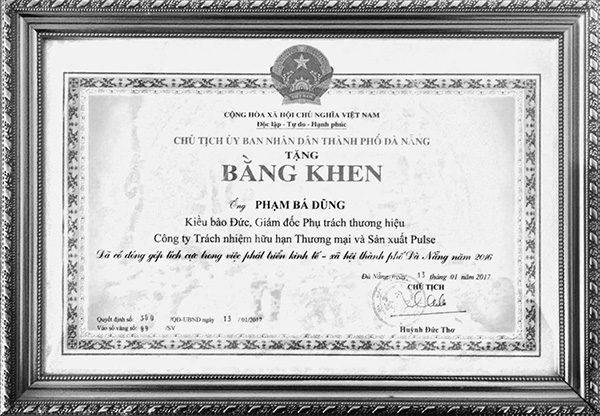 CỘNG HÒA XÃ HỘI CHỦ NGHĨA VIỆT NAM
Độc lập - Tự do - Hạnh phúc
CHỦ TỊCH ỦY BAN NHÂN DÂN THÀNH PHỐ ĐÀ NẴNG
TẶNG
BẰNG KHEN
Ông PHẠM BÁ DŨNG
Kiều bào Đức, Giám đốc Phụ trách thương hiệu
Công ty Trách nhiệm hữu hạn Thương mại và Sản xuất Pulse
Đã có đóng góp tích cực trong việc phát triển kinh tế - xã hội thành phố Đà Nẵng năm 2016
Đà Nẵng, ngày 13 tháng 01 năm 2017
CHỦ TỊCH
Quyết định số: 300 /QĐ-UBND ngày 13 /01/2017
Vào sổ vàng số: 99 /SV
Huỳnh Đức Thơ